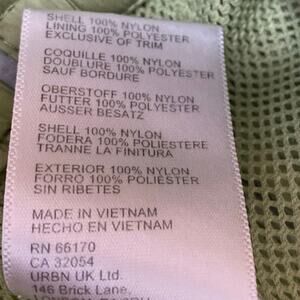 SHELL 100% NYLON
LINING 100% POLYESTER
EXCLUSIVE OF TRIM
COQUILLE 100% NYLON
DOUBLURE 100% POLYESTER
SAUF BORDURE
OBERSTOFF 100% NYLON
FUTTER 100% POLYESTER
AUSSER BESATZ
SHELL 100% NYLON
FODERA 100% POLIESTERE
TRANNE LA FINITURA
EXTERIOR 100% NYLON
FORRO 100% POLIÉSTER
SIN RIBETES
MADE IN VIETNAM
HECHO EN VIETNAM
RN 66170
CA 32054
URBN UK Ltd.
146 Brick Lane,